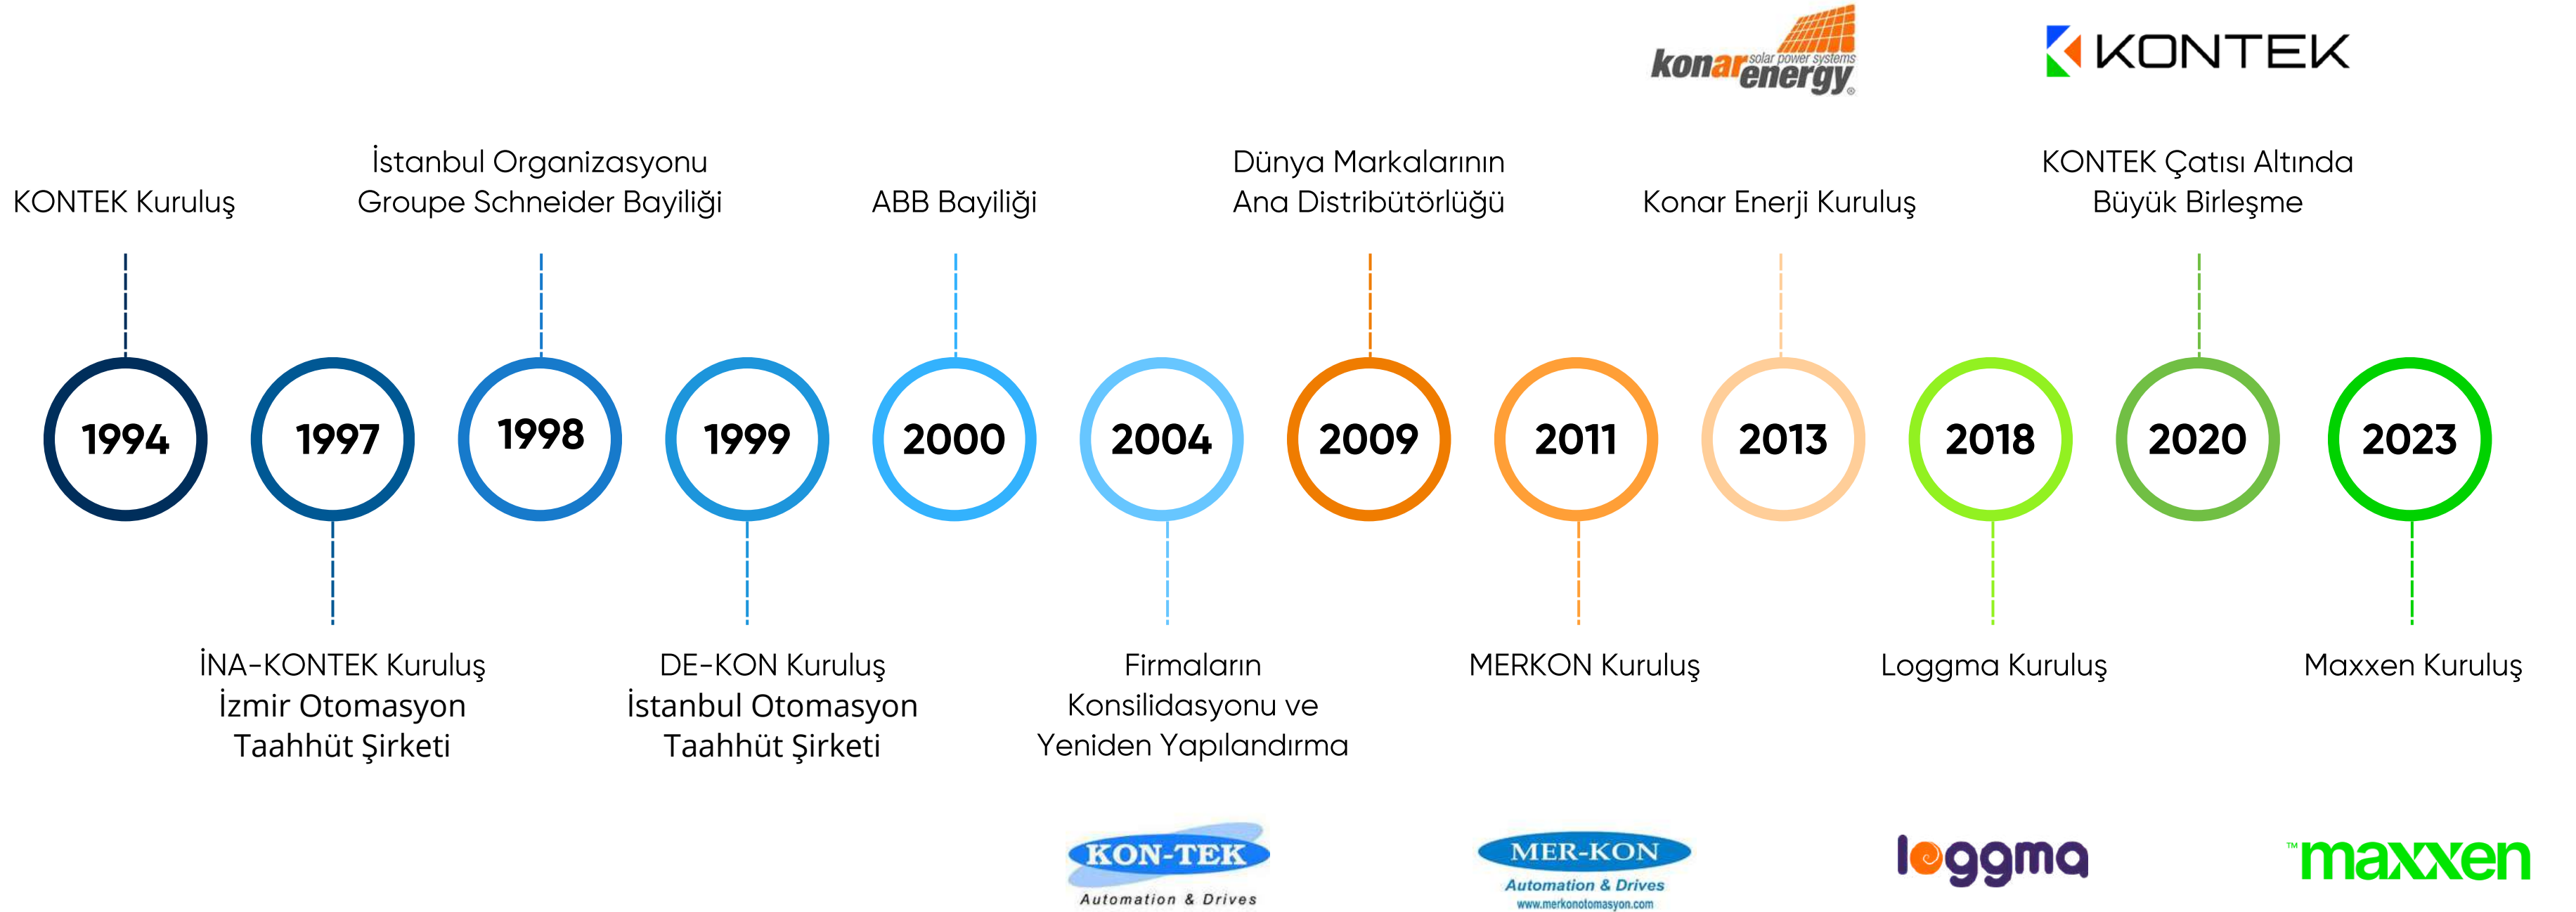 konarenergy®
solar power systems
KONTEK
KONTEK Kuruluş
İstanbul Organizasyonu
Groupe Schneider Bayiliği
ABB Bayiliği
Dünya Markalarının
Ana Distribütörlüğü
Konar Enerji Kuruluş
KONTEK Çatısı Altında
Büyük Birleşme
1994
1997
1998
1999
2000
2004
2009
2011
2013
2018
2020
2023
İNA-KONTEK Kuruluş
İzmir Otomasyon
Taahhüt Şirketi
DE-KON Kuruluş
İstanbul Otomasyon
Taahhüt Şirketi
Firmaların
Konsilidasyonu ve
Yeniden Yapılandırma
MERKON Kuruluş
Loggma Kuruluş
Maxxen Kuruluş
KON-TEK
Automation & Drives
MER-KON
Automation & Drives
www.merkonotomasyon.com
loggma
™maxxen